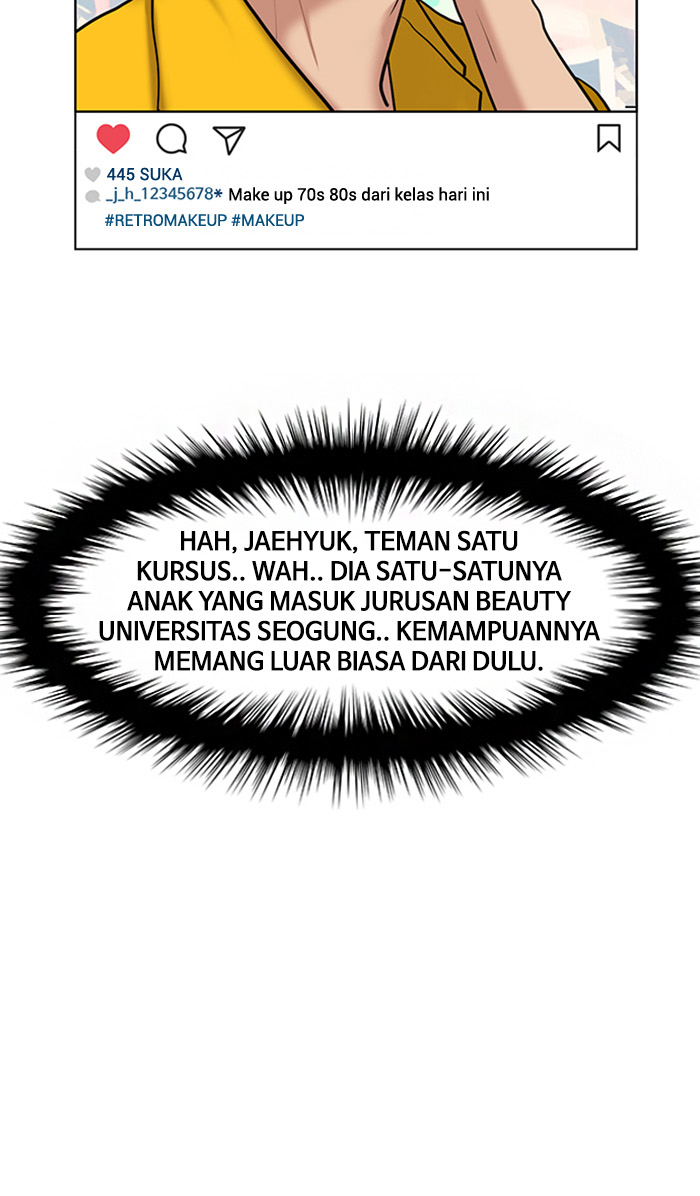 445 SUKA
_j_h_12345678* Make up 70s 80s dari kelas hari ini
#RETROMAKEUP #MAKEUP
HAH, JAEHYUK, TEMAN SATU
KURSUS.. WAH.. DIA SATU-SATUNYA
ANAK YANG MASUK JURUSAN BEAUTY
UNIVERSITAS SEOGUNG.. KEMAMPUANNYA
MEMANG LUAR BIASA DARI DULU.